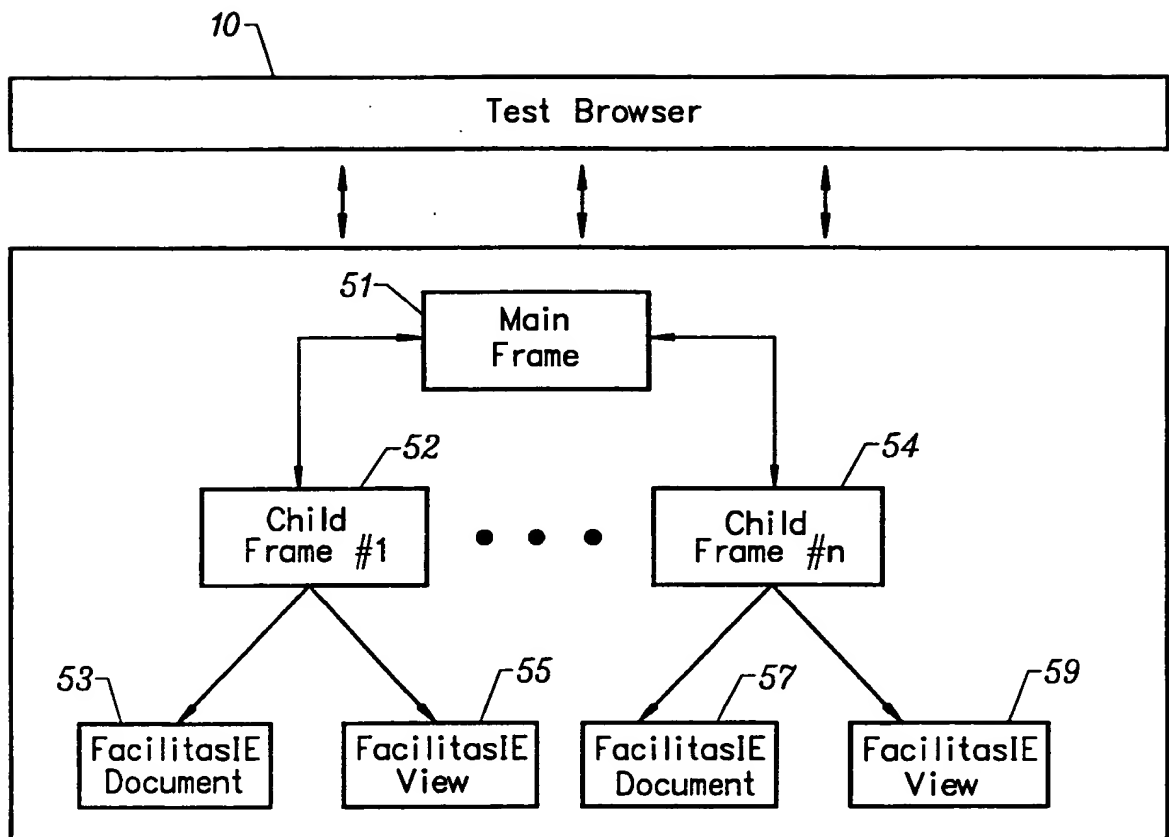 10
Test Browser
51
Main
Frame
52
54
Child
Frame #1
Child
Frame #n
53
55
57
59
FacilitasIE
Document
FacilitasIE
View
FacilitasIE
Document
FacilitasIE
View